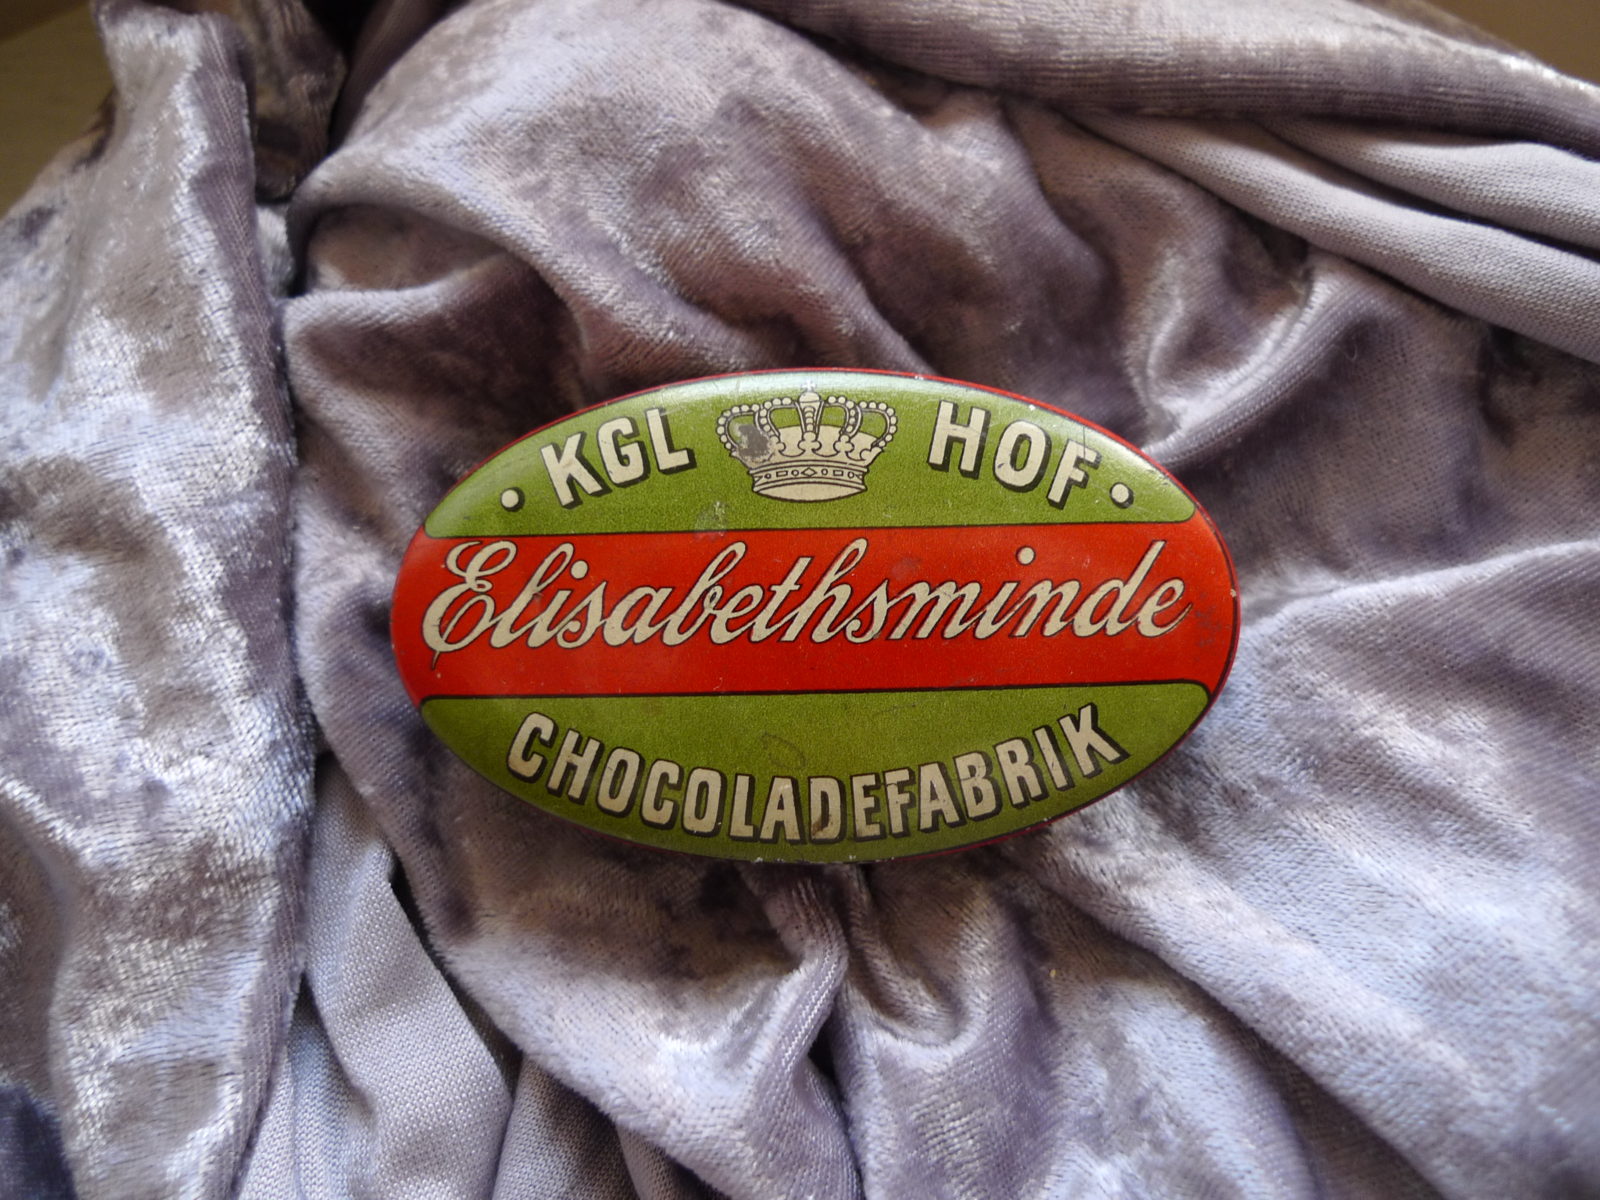 • KGL HOF •
Elisabethsminde
CHOCOLADEFABRIK